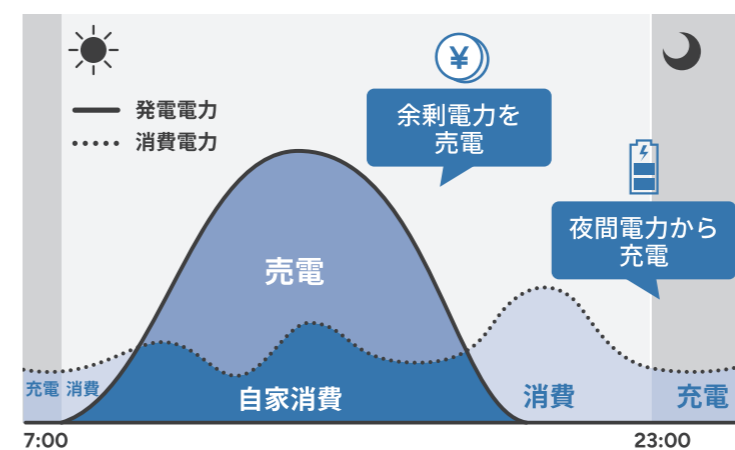 ¥
発電電力
消費電力
余剰電力を
売電
夜間電力から
充電
売電
充電 消費
自家消費
消費
充電
7:00
23:00